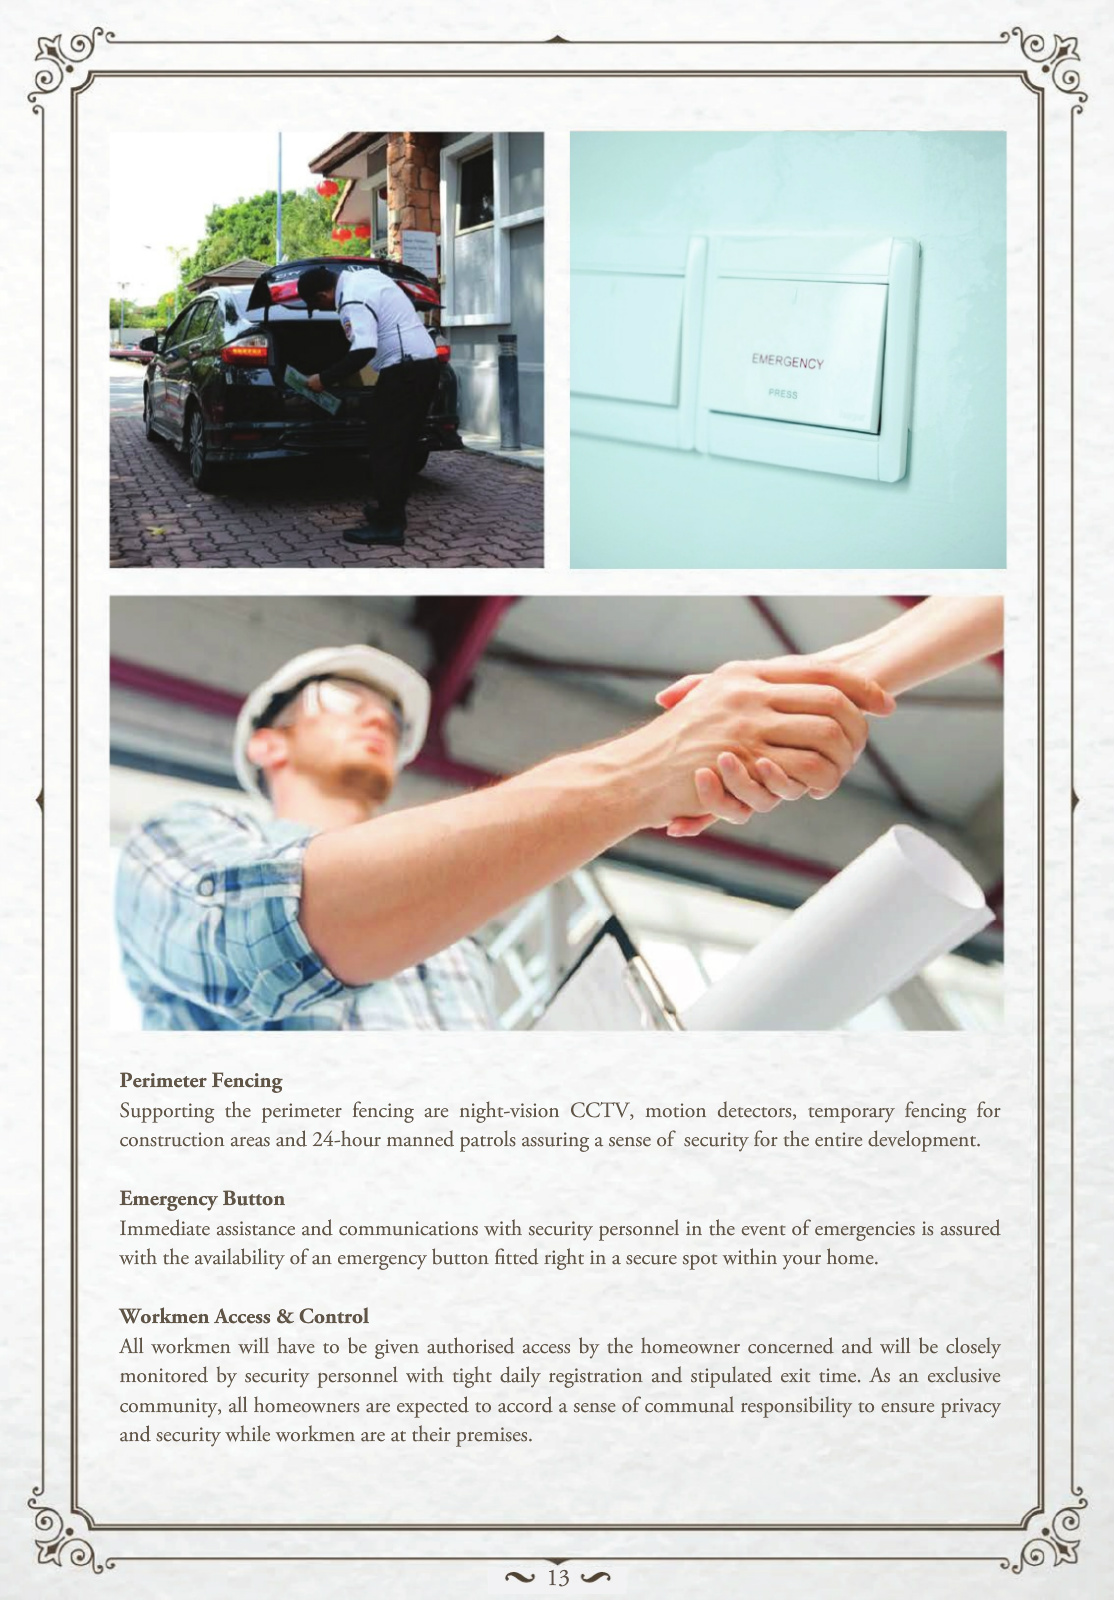 EMERGENCY
PRESS
Perimeter Fencing
Supporting the perimeter fencing are night-vision CCTV, motion detectors, temporary fencing for
construction areas and 24-hour manned patrols assuring a sense of security for the entire development.
Emergency Button
Immediate assistance and communications with security personnel in the event of emergencies is assured
with the availability of an emergency button fitted right in a secure spot within your home.
Workmen Access & Control
All workmen will have to be given authorised access by the homeowner concerned and will be closely
monitored by security personnel with tight daily registration and stipulated exit time. As an exclusive
community, all homeowners are expected to accord a sense of communal responsibility to ensure privacy
and security while workmen are at their premises.
13